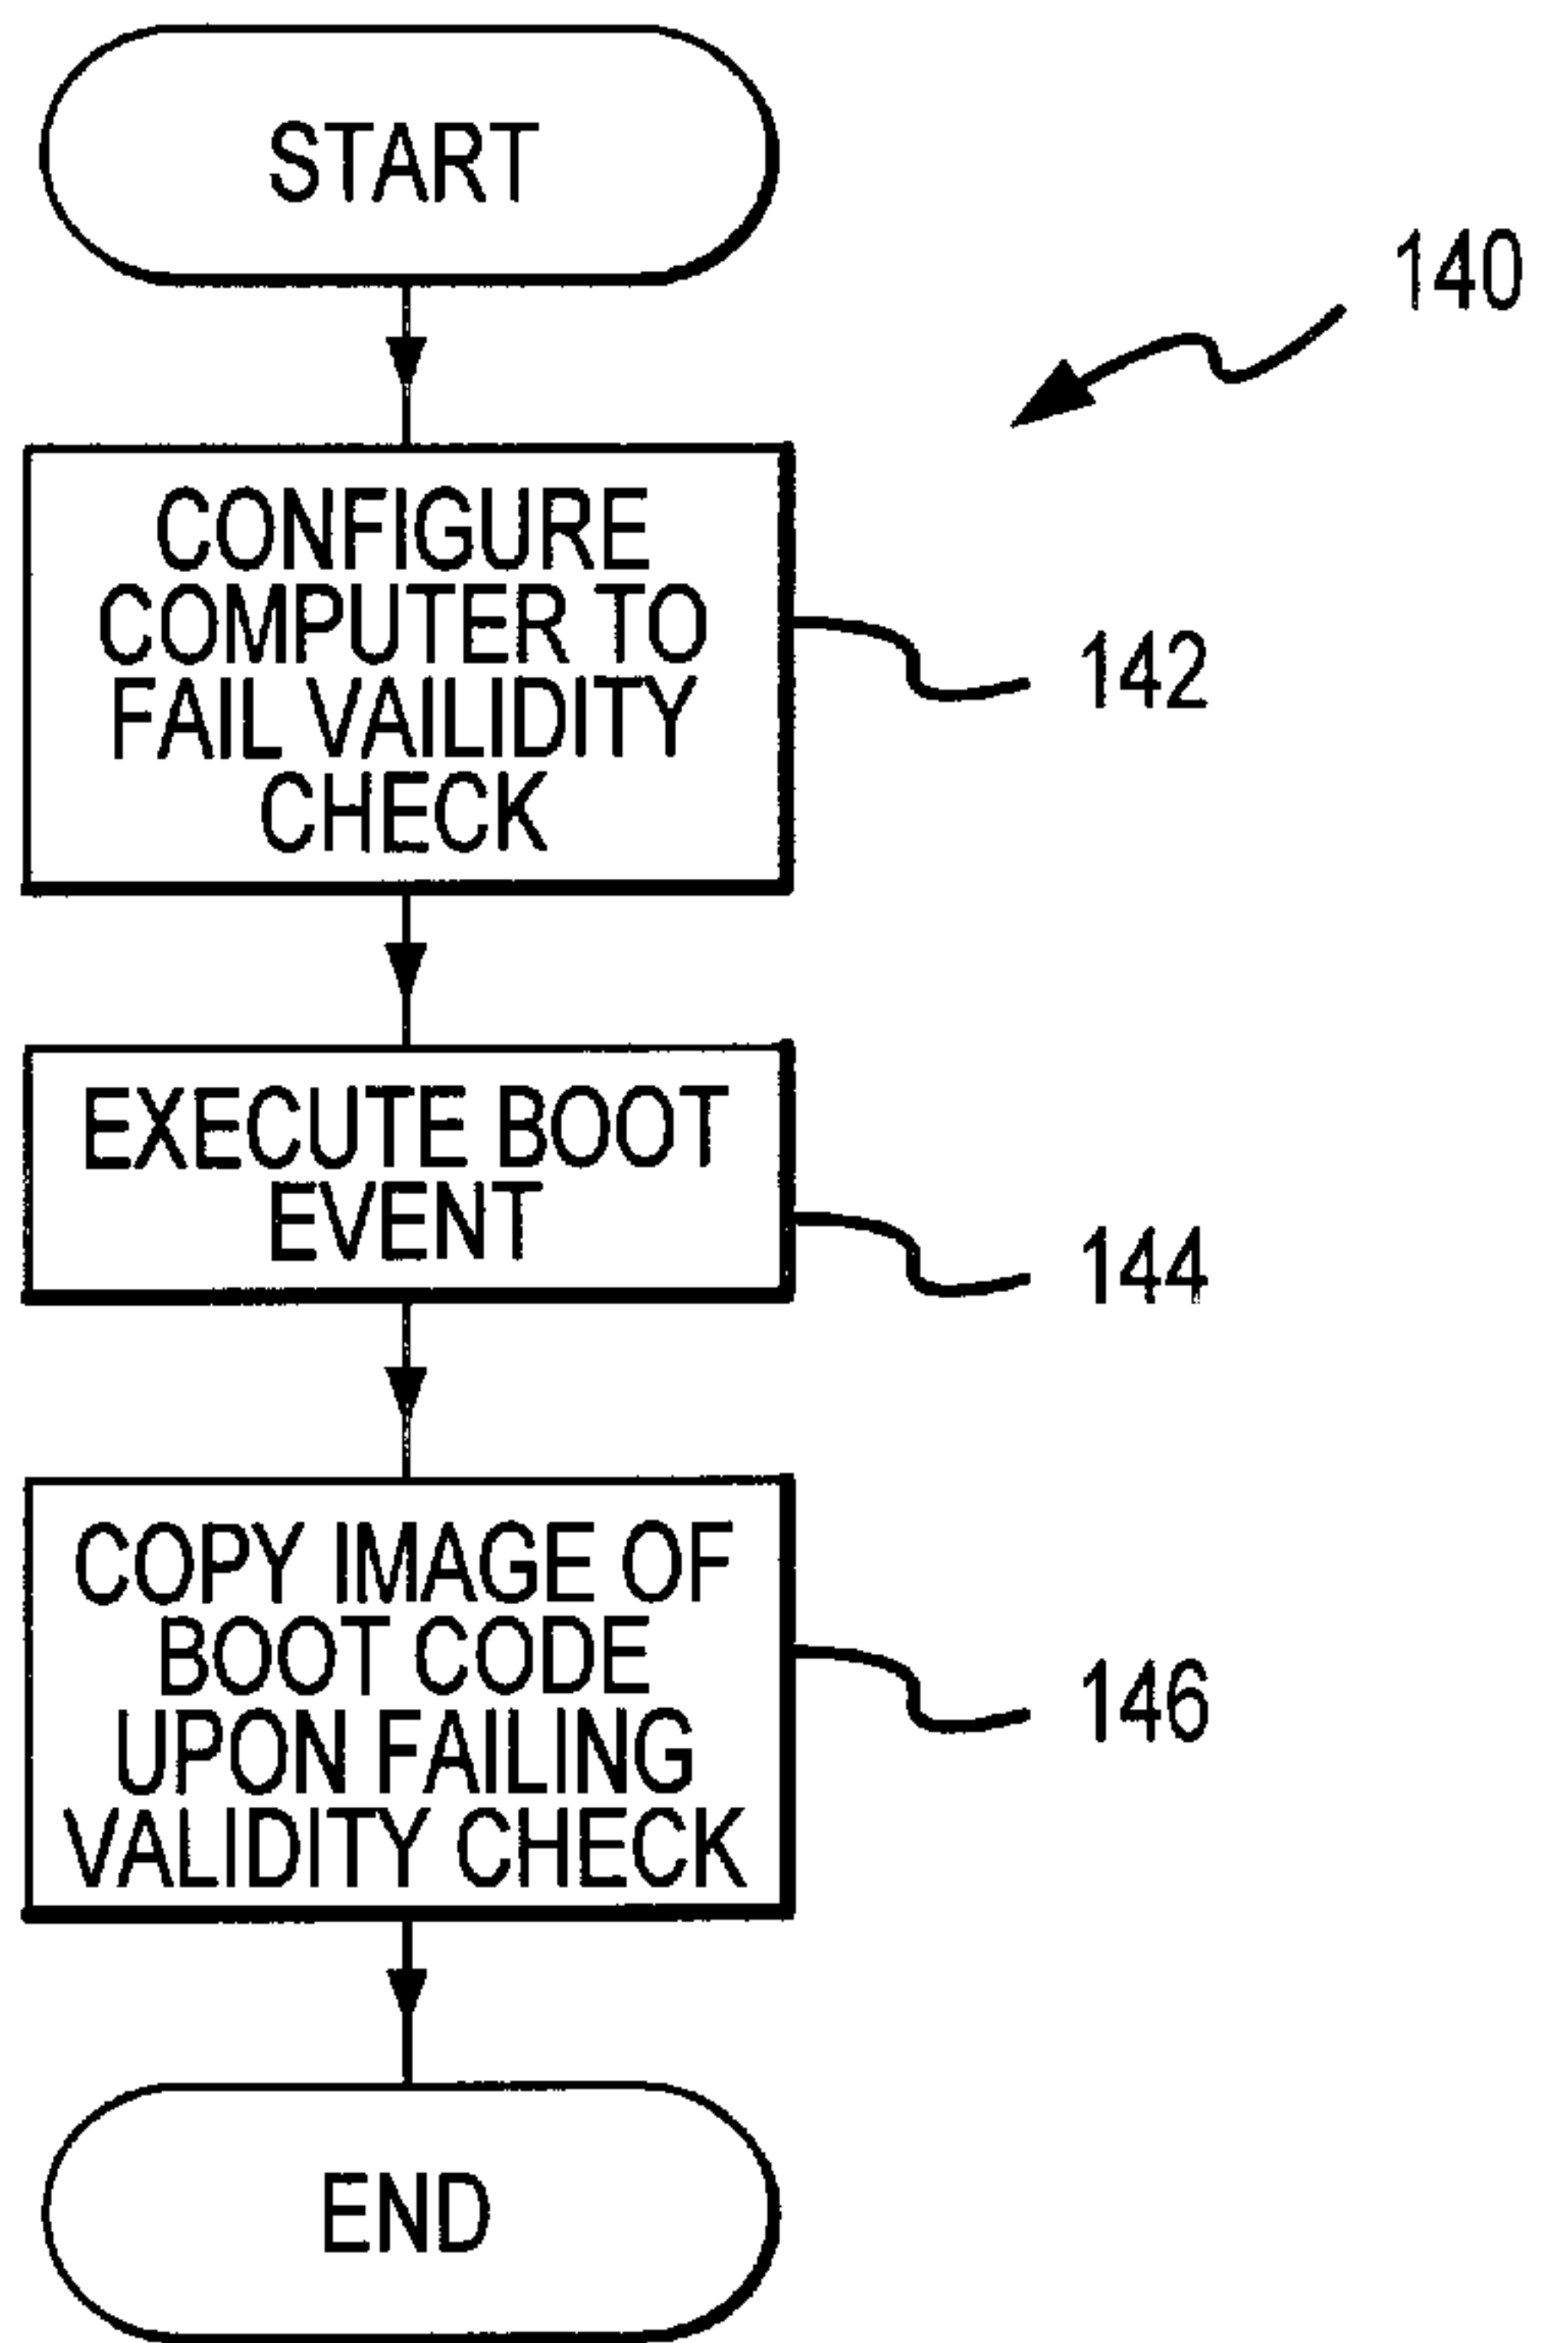 START
140
CONFIGURE
COMPUTER TO
FAIL VAILIDITY
CHECK
142
EXECUTE BOOT
EVENT
144
COPY IMAGE OF
BOOT CODE
UPON FAILING
VALIDITY CHECK
146
END